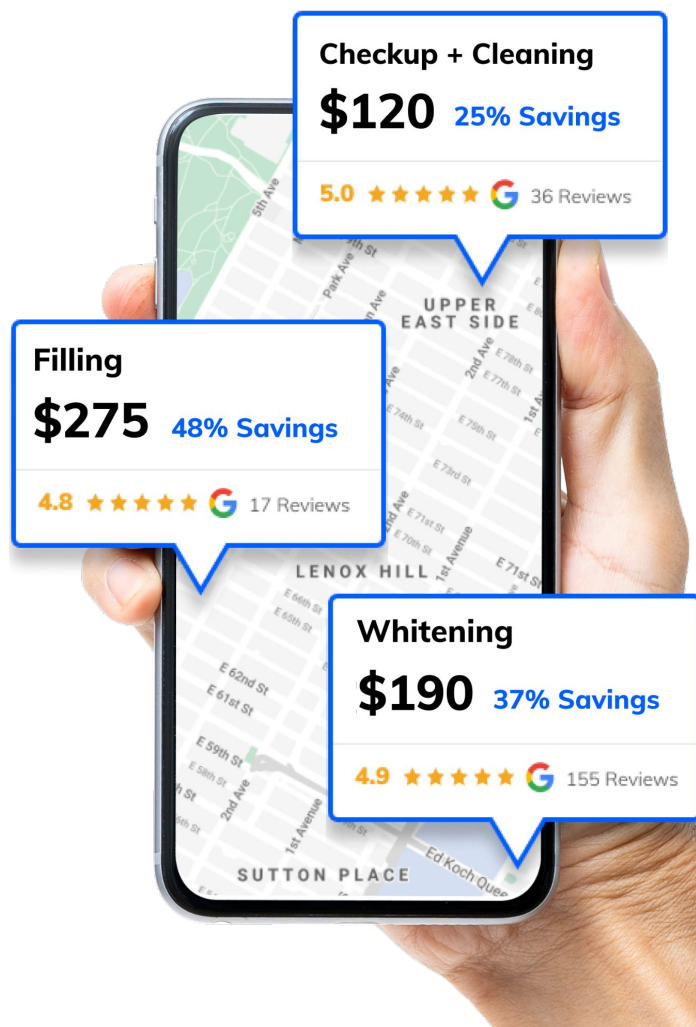 Checkup + Cleaning
$120 25% Savings
5.0 36 Reviews
5th Ave
Park Ave
UPPER
EAST SIDE
2nd Ave
E 78th St
E 77th St
1st A
Filling
$275 48% Savings
4.8 17 Reviews
E 74th St
E 75th St
E 73rd St
nd Ave
E 71st St
E 70th St
1st Avenue
LENOX HILL
E 71st St
E 66th St
E 65th St
Whitening
$190 37% Savings
4.9 155 Reviews
E 62nd St
E 61st St
E 59th St
E 58th St
2nd Ave
1st Avenue
Ed Koch Quee
SUTTON PLACE